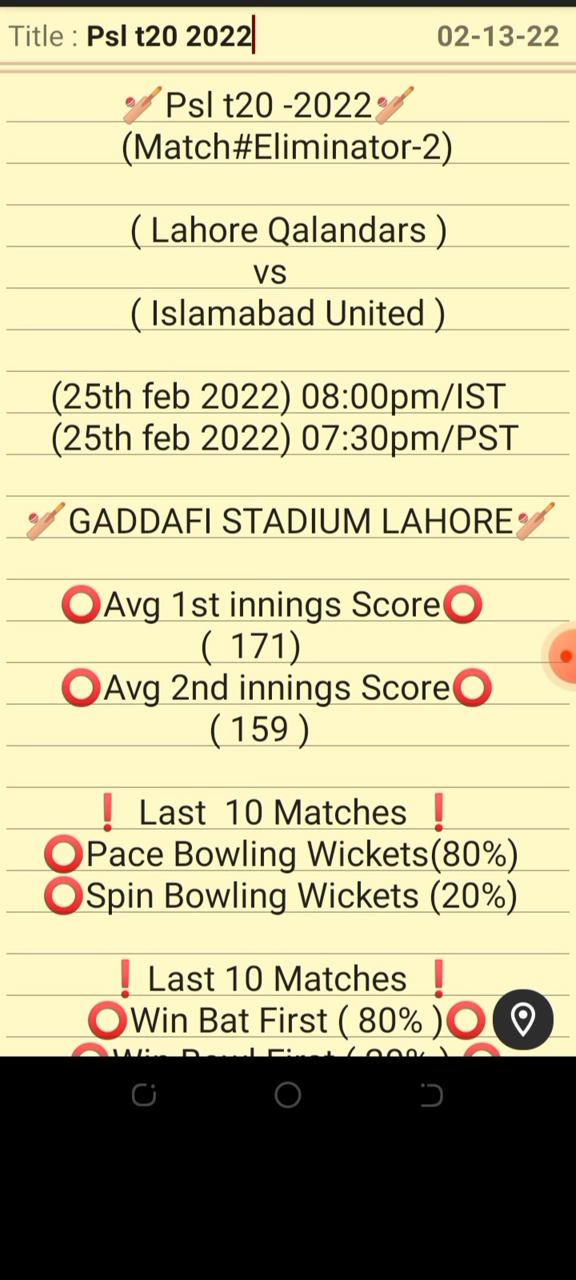 Title : Psl t20 2022
02-13-22
🏏Psl t20 -2022🏏
(Match#Eliminator-2)
( Lahore Qalandars )
vs
( Islamabad United )
(25th feb 2022) 08:00pm/IST
(25th feb 2022) 07:30pm/PST
🏏GADDAFI STADIUM LAHORE🏏
⭕Avg 1st innings Score⭕
(  171)
⭕Avg 2nd innings Score⭕
( 159 )
❗ Last  10 Matches ❗
⭕Pace Bowling Wickets(80%)
⭕Spin Bowling Wickets (20%)
❗Last 10 Matches ❗
⭕Win Bat First ( 80% )⭕